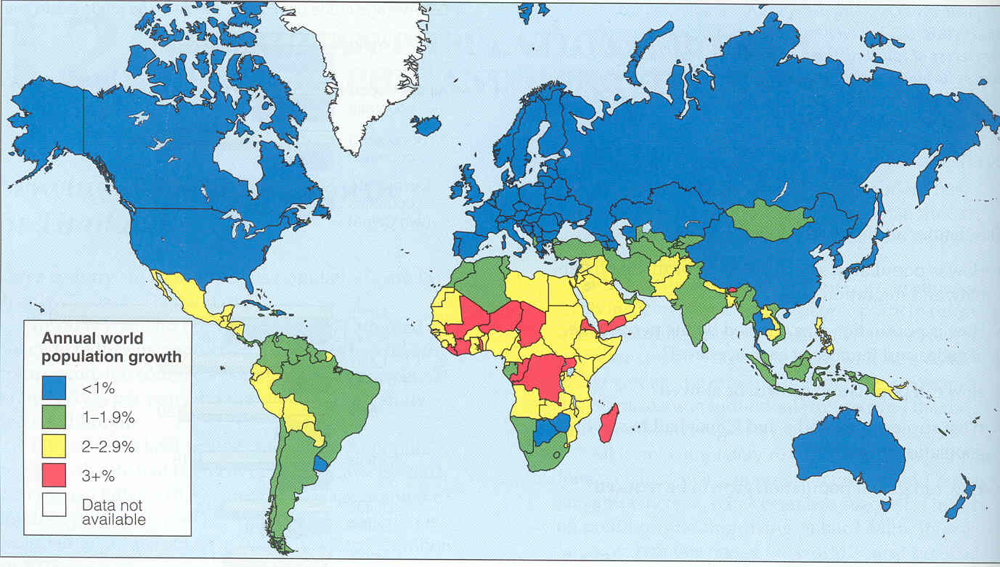 Annual world
population growth
<1%
1–1.9%
2–2.9%
3+%
Data not
available